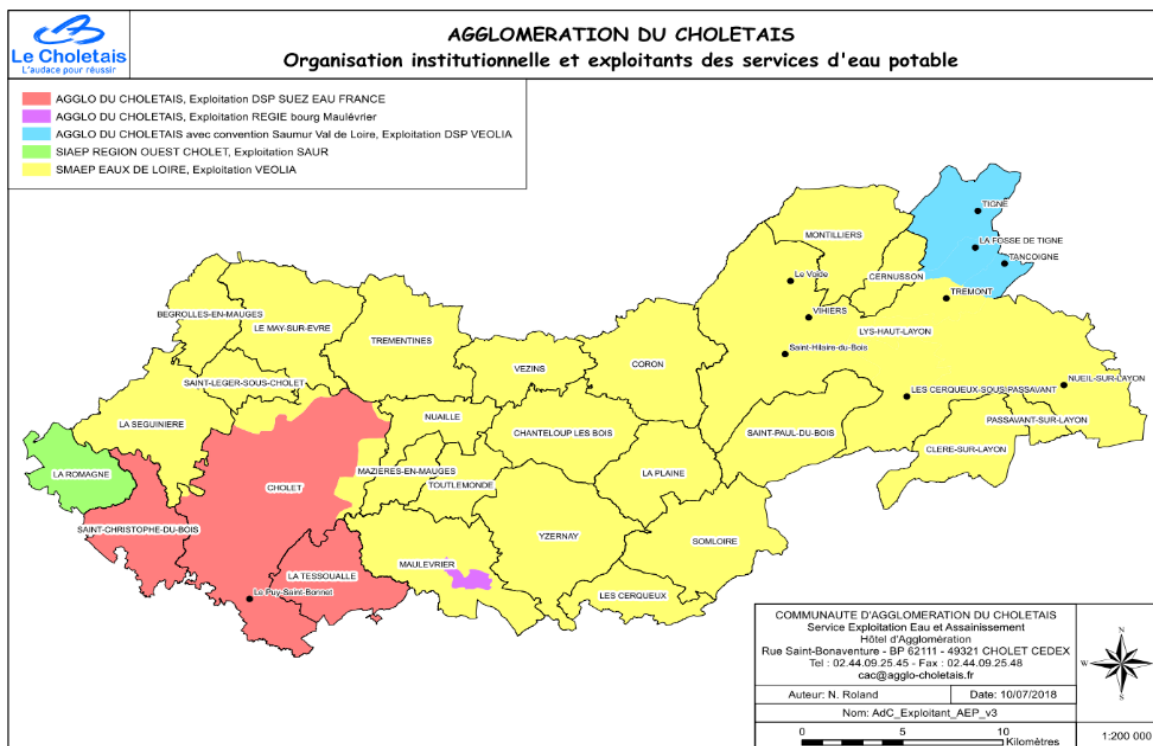 Le Choletais
L'audace pour réussir
AGGLOMERATION DU CHOLETAIS
Organisation institutionnelle et exploitants des services d'eau potable
AGGLO DU CHOLETAIS, Exploitation DSP SUEZ EAU FRANCE
AGGLO DU CHOLETAIS, Exploitation REGIE bourg Maulévrier
AGGLO DU CHOLETAIS avec convention Saumur Val de Loire, Exploitation DSP VEOLIA
SIAEP REGION OUEST CHOLET, Exploitation SAUR
SMAEP EAUX DE LOIRE, Exploitation VEOLIA
TIGNE
MONTILLIERS
LA FOSSE DE TIGNE
TANCOIGNE
CERNUSSON
Le Voide
TREMONT
BEGROLLES-EN-MAUGES
VIHIERS
LE MAY-SUR-EVRE
LYS-HAUT-LAYON
TREMENTINES
Saint-Hilaire-du-Bois
CORON
VEZINS
SAINT-LEGER-SOUS-CHOLET
NUEIL-SUR-LAYON
LES CERQUEUX-SOUS-PASSAVANT
NUAILLE
PASSAVANT-SUR-LAYON
LA SEGUINIERE
CHANTELOUP LES BOIS
SAINT-PAUL-DU-BOIS
CLERE-SUR-LAYON
LA ROMAGNE
MAZIERES-EN-MAUGES
LA PLAINE
TOUTLEMONDE
CHOLET
SAINT-CHRISTOPHE-DU-BOIS
YZERNAY
SOMLOIRE
MAULEVRIER
LA TESSOUALLE
Le Puy-Saint-Bonnet
LES CERQUEUX
COMMUNAUTE D'AGGLOMERATION DU CHOLETAIS
Service Exploitation Eau et Assainissement
Hôtel d'Agglomération
Rue Saint-Bonaventure - BP 62111 - 49321 CHOLET CEDEX
Tel : 02.44.09.25.45 - Fax : 02.44.09.25.48
cac@agglo-choletais.fr
Auteur: N. Roland
Date: 10/07/2018
Nom: AdC_Exploitant_AEP_v3
0 5 10
Kilomètres
N
W E
S
1:200 000